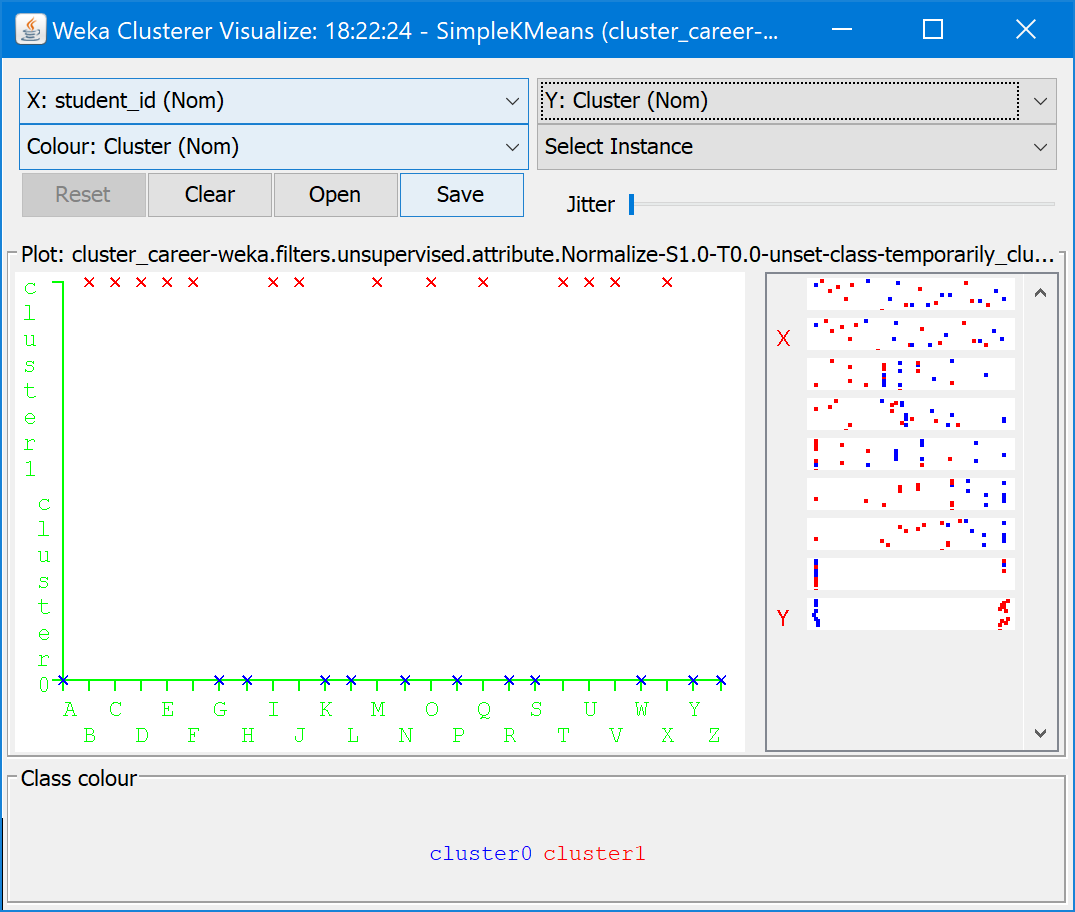 Weka Clusterer Visualize: 18:22:24 - SimpleKMeans (cluster_career-...
X: student_id (Nom)
Y: Cluster (Nom)
Colour: Cluster (Nom)
Select Instance
Reset
Clear
Open
Save
Jitter
Plot: cluster_career-weka.filters.unsupervised.attribute.Normalize-S1.0-T0.0-unset-class-temporarily_clu...
cluster1
cluster0
A C E G I K M O Q S U W Y
B D F H J L N P R T V X Z
X
Y
Class colour
cluster0 cluster1